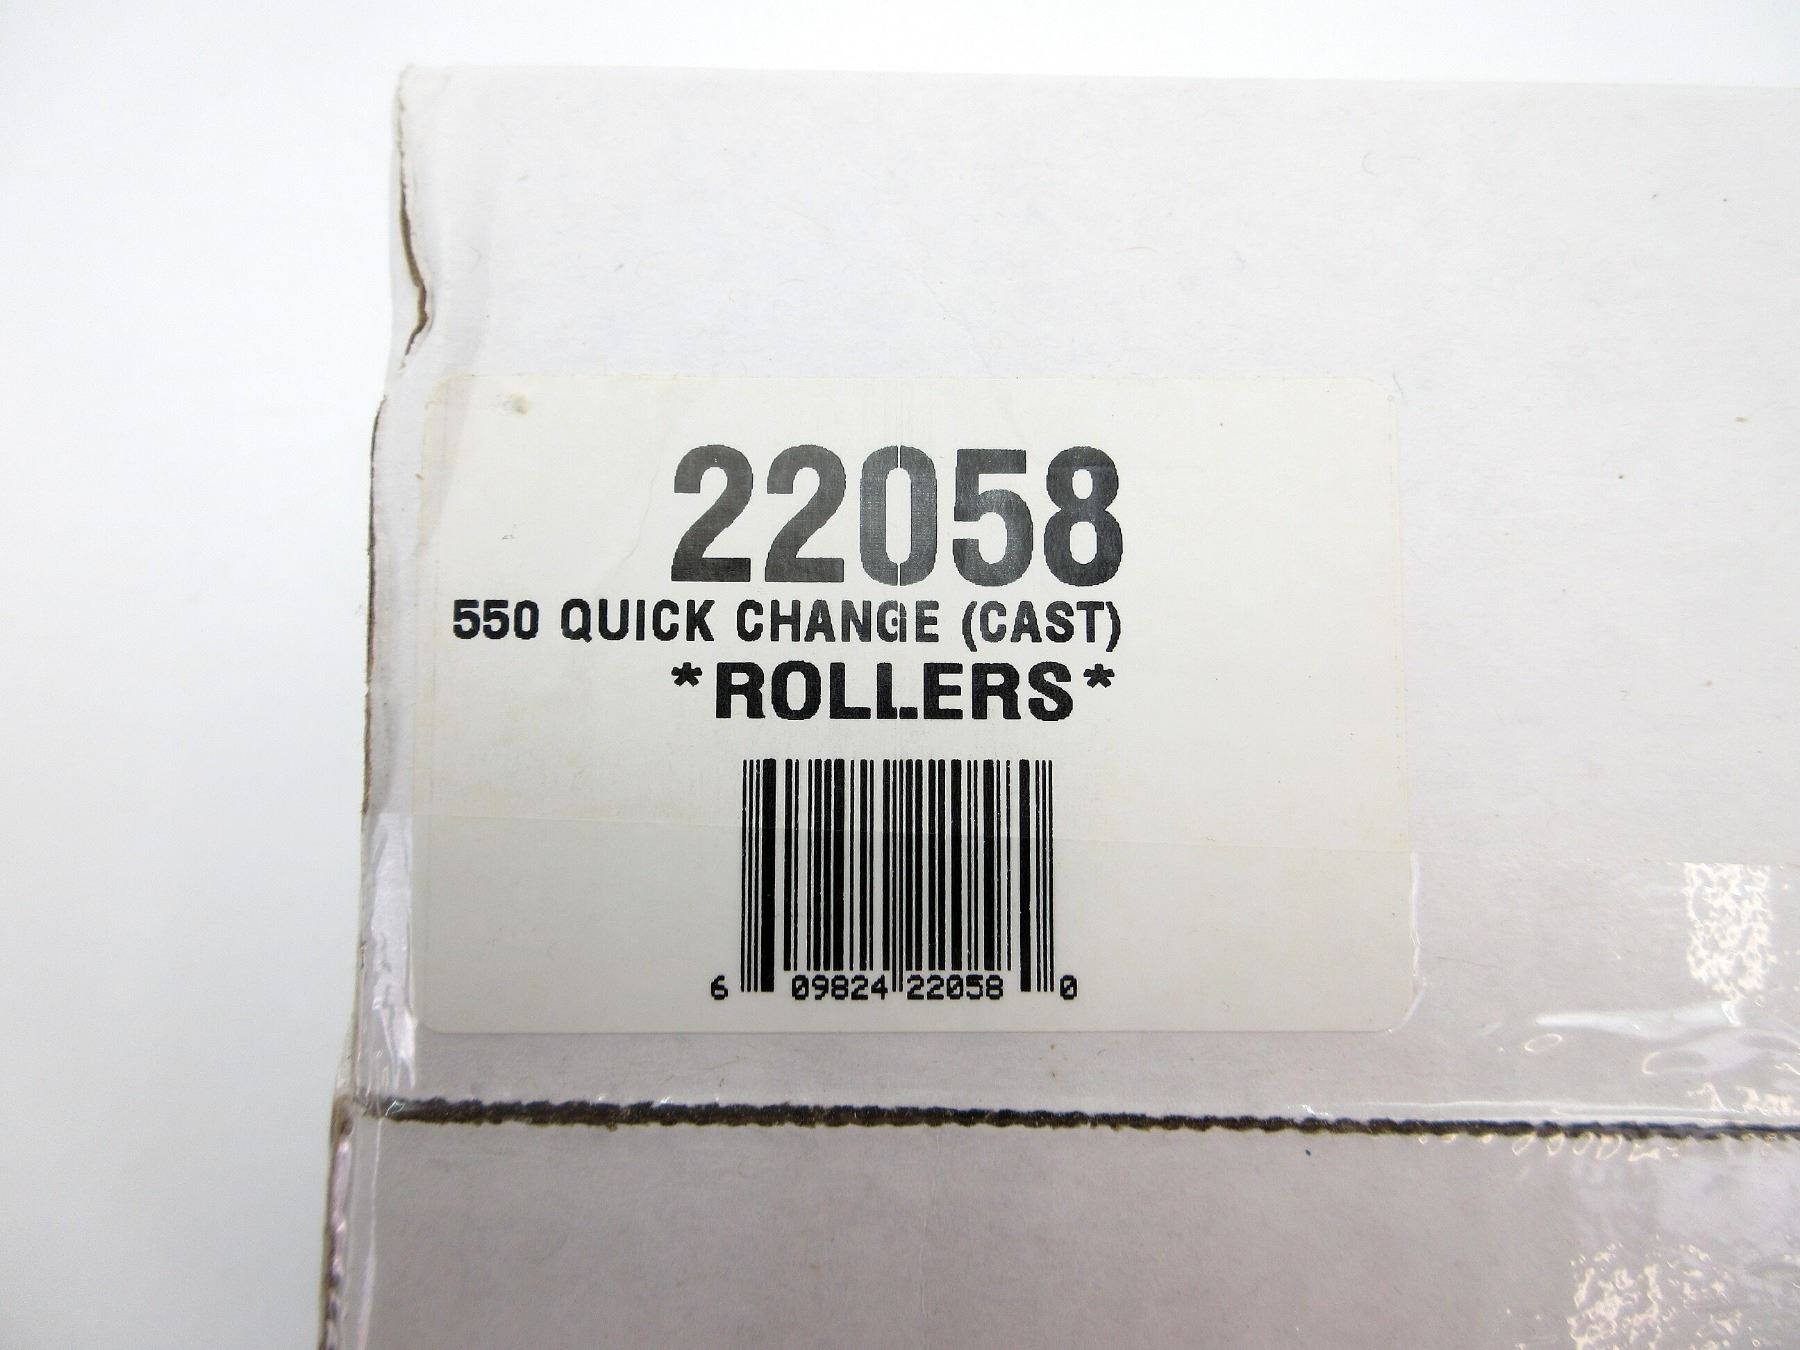 22058
550 QUICK CHANGE (CAST)
*ROLLERS*
6 09824 22058 0